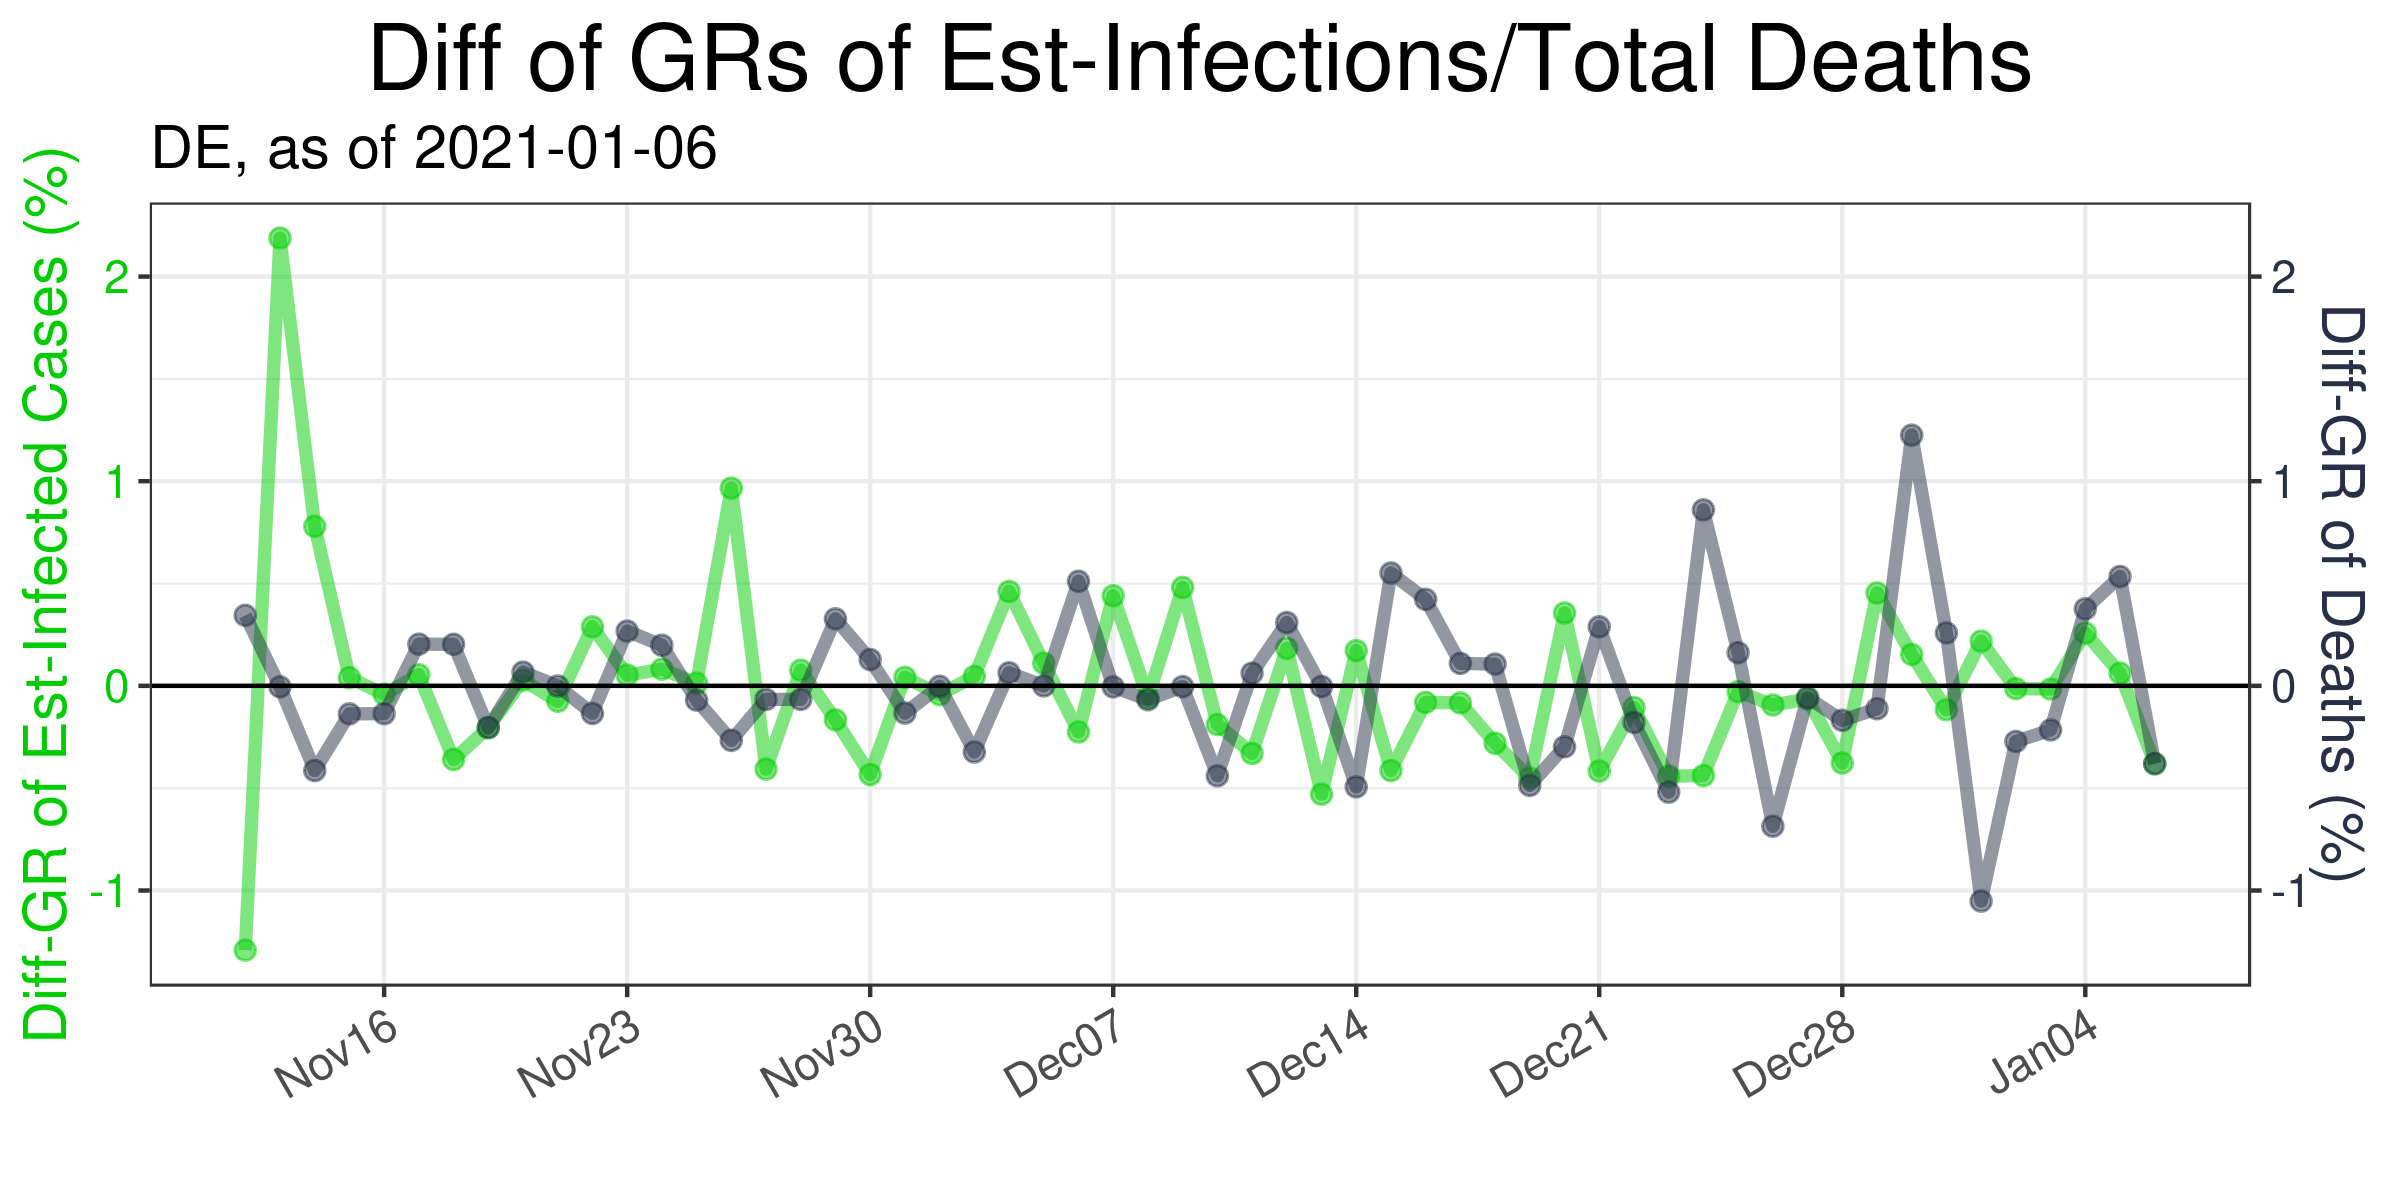 Diff of GRs of Est-Infections/Total Deaths
DE, as of 2021-01-06
Diff-GR of Est-Infected Cases (%)
2
1
0
-1
2
1
0
-1
Diff-GR of Deaths (%)
Nov16
Nov23
Nov30
Dec07
Dec14
Dec21
Dec28
Jan04